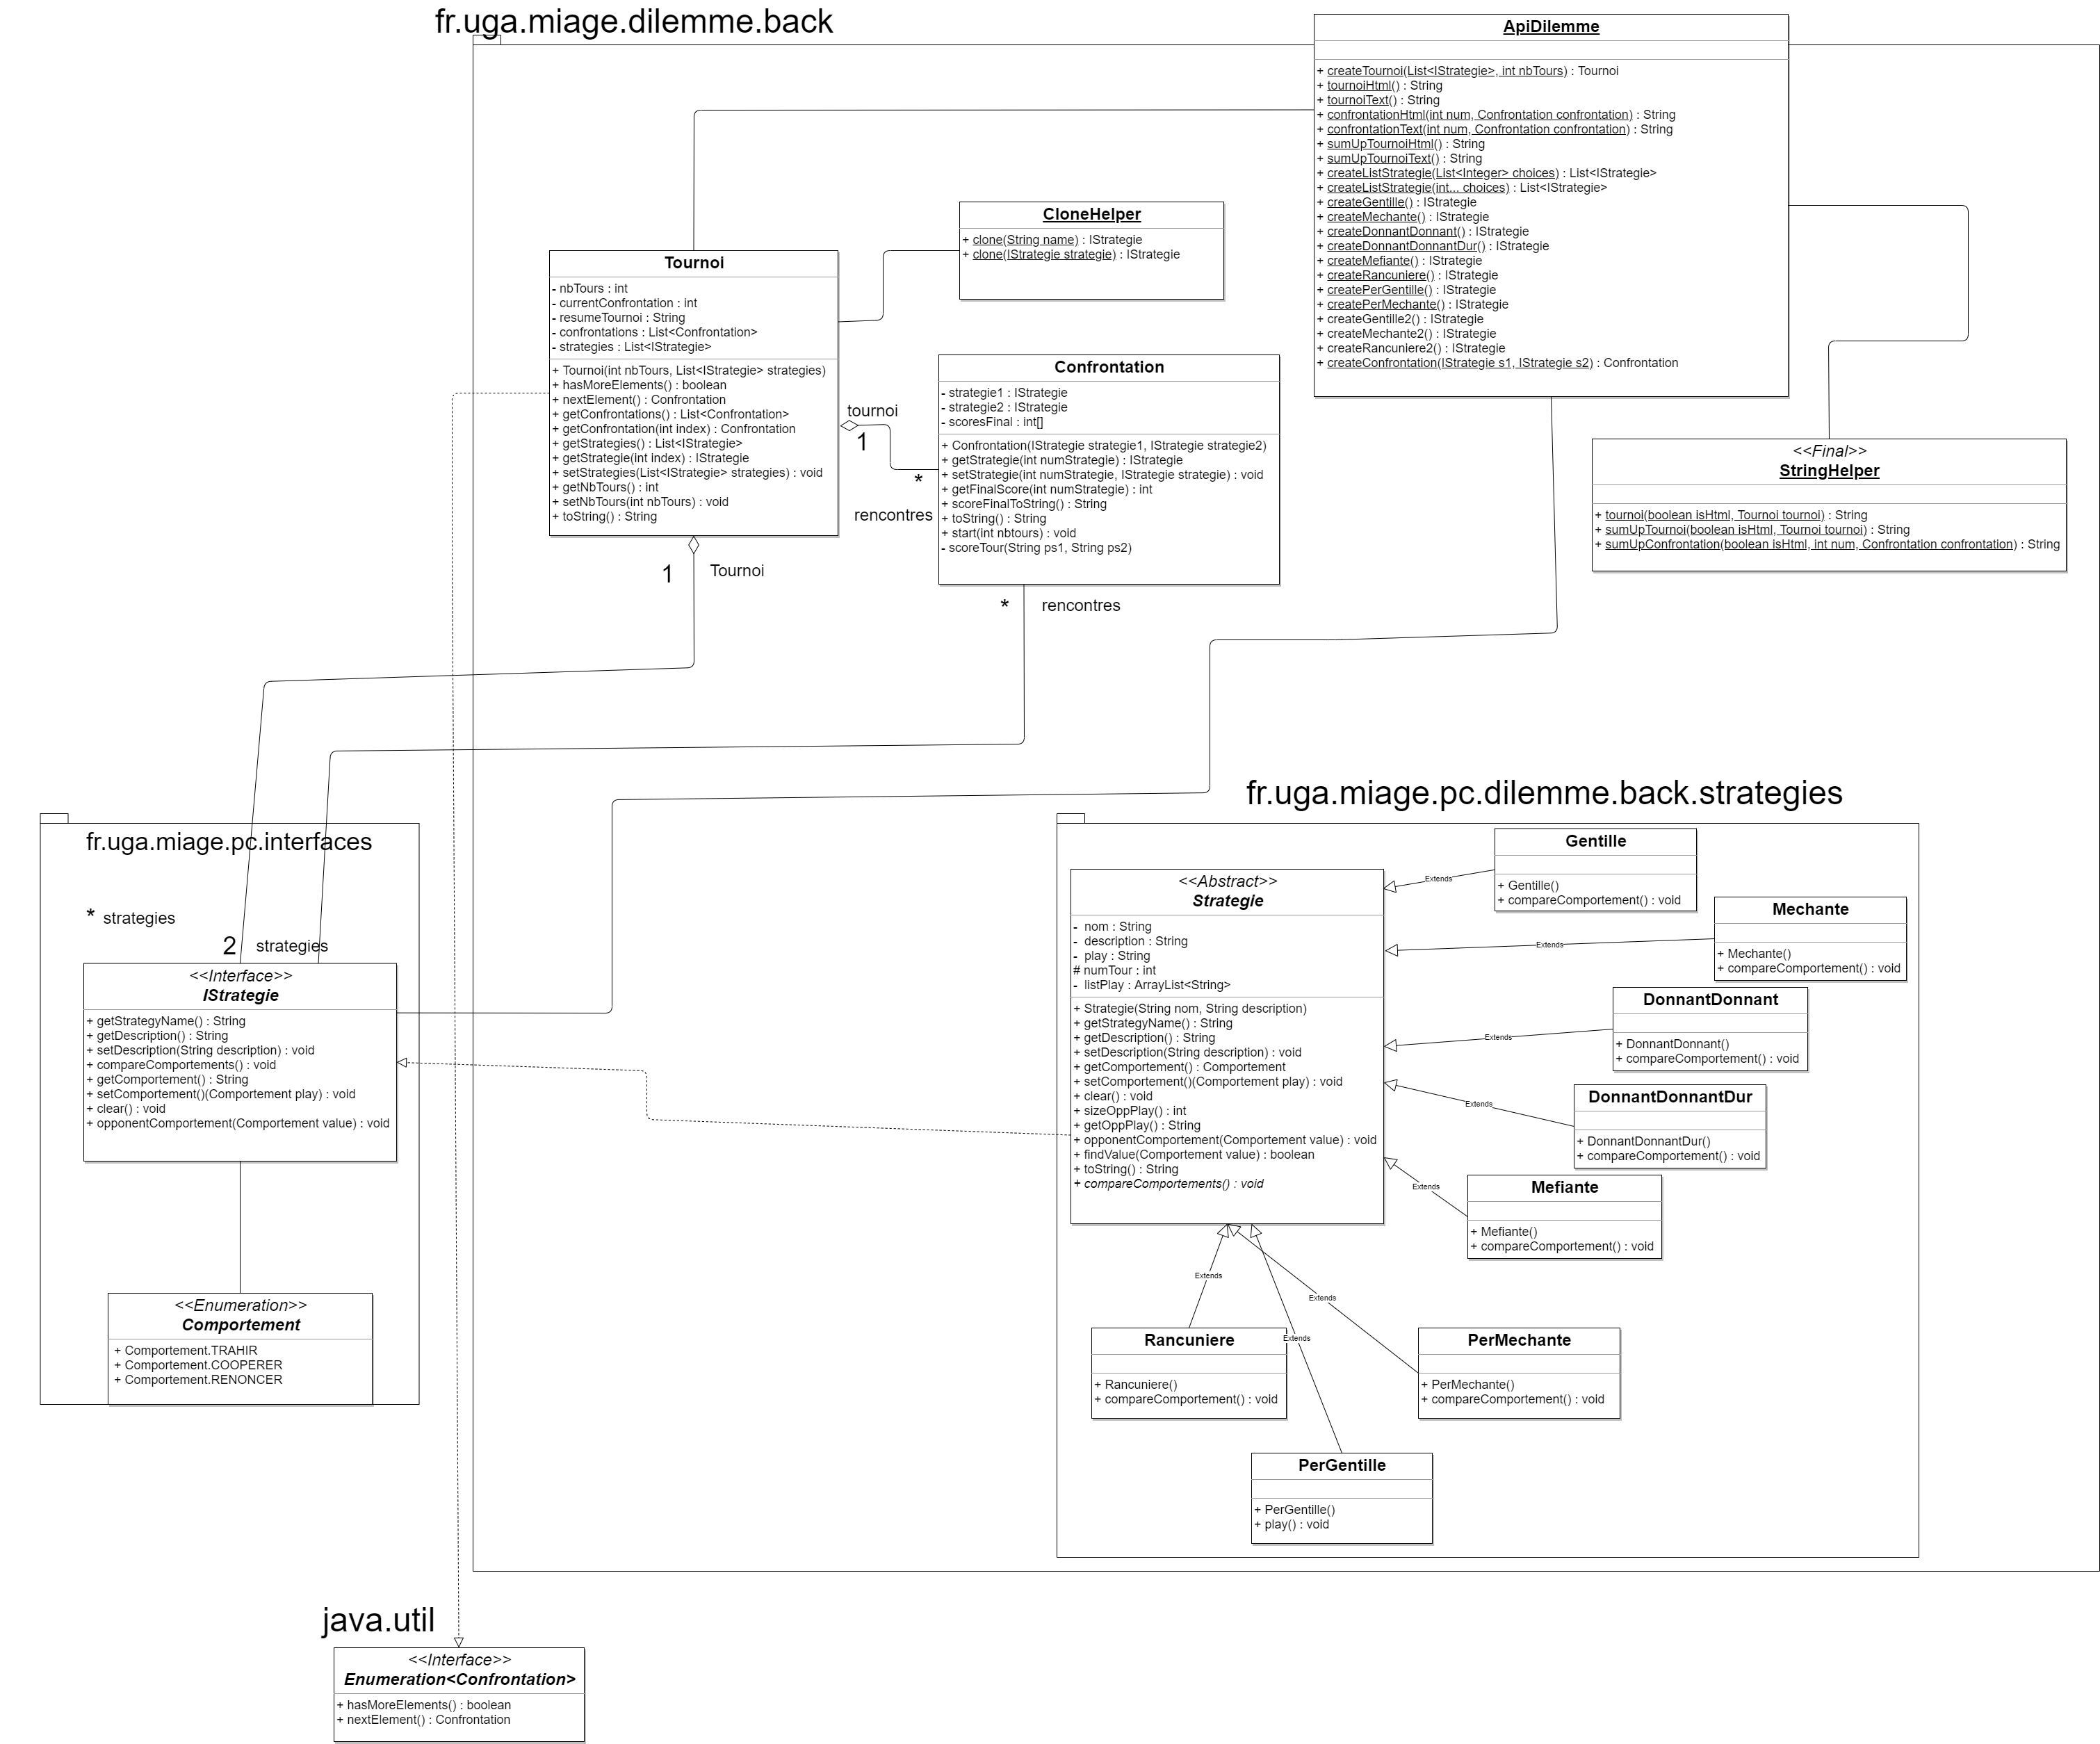 fr.uga.miage.dilemme.back
ApiDilemme
+ createTournoi(List<IStrategie>, int nbTours) : Tournoi
+ tournoiHtml() : String
+ tournoiText() : String
+ confrontationHtml(int num, Confrontation confrontation) : String
+ confrontationText(int num, Confrontation confrontation) : String
+ sumUpTournoiHtml() : String
+ sumUpTournoiText() : String
+ createListStrategie(List<Integer> choices) : List<IStrategie>
+ createListStrategie(int... choices) : List<IStrategie>
+ createGentille() : IStrategie
+ createMechante() : IStrategie
+ createDonnantDonnant() : IStrategie
+ createDonnantDonnantDur() : IStrategie
+ createMefiante() : IStrategie
+ createRancuniere() : IStrategie
+ createPerGentille() : IStrategie
+ createPerMechante() : IStrategie
+ createGentille2() : IStrategie
+ createMechante2() : IStrategie
+ createRancuniere2() : IStrategie
+ createConfrontation(IStrategie s1, IStrategie s2) : Confrontation
CloneHelper
+ clone(String name) : IStrategie
+ clone(IStrategie strategie) : IStrategie
Tournoi
- nbTours : int
- currentConfrontation : int
- resumeTournoi : String
- confrontations : List<Confrontation>
- strategies : List<IStrategie>
+ Tournoi(int nbTours, List<IStrategie> strategies)
+ hasMoreElements() : boolean
+ nextElement() : Confrontation
+ getConfrontations() : List<Confrontation>
+ getConfrontation(int index) : Confrontation
+ getStrategies() : List<IStrategie>
+ getStrategie(int index) : IStrategie
+ setStrategies(List<IStrategie> strategies) : void
+ getNbTours() : int
+ setNbTours(int nbTours) : void
+ toString() : String
tournoi
1
*
rencontres
Confrontation
- strategie1 : IStrategie
- strategie2 : IStrategie
- scoresFinal : int[]
+ Confrontation(IStrategie strategie1, IStrategie strategie2)
+ getStrategie(int numStrategie) : IStrategie
+ setStrategie(int numStrategie, IStrategie strategie) : void
+ getFinalScore(int numStrategie) : int
+ scoreFinalToString() : String
+ toString() : String
+ start(int nbtours) : void
- scoreTour(String ps1, String ps2)
<<Final>>
StringHelper
+ tournoi(boolean isHtml, Tournoi tournoi) : String
+ sumUpTournoi(boolean isHtml, Tournoi tournoi) : String
+ sumUpConfrontation(boolean isHtml, int num, Confrontation confrontation) : String
1 Tournoi
* rencontres
fr.uga.miage.pc.interfaces
* strategies
2 strategies
<<Interface>>
IStrategie
+ getStrategyName() : String
+ getDescription() : String
+ setDescription(String description) : void
+ compareComportements() : void
+ getComportement() : String
+ setComportement()(Comportement play) : void
+ clear() : void
+ opponentComportement(Comportement value) : void
<<Enumeration>>
Comportement
+ Comportement.TRAHIR
+ Comportement.COOPERER
+ Comportement.RENONCER
fr.uga.miage.pc.dilemme.back.strategies
<<Abstract>>
Strategie
- nom : String
- description : String
- play : String
# numTour : int
- listPlay : ArrayList<String>
+ Strategie(String nom, String description)
+ getStrategyName() : String
+ getDescription() : String
+ setDescription(String description) : void
+ getComportement() : Comportement
+ setComportement()(Comportement play) : void
+ clear() : void
+ sizeOppPlay() : int
+ getOppPlay() : String
+ opponentComportement(Comportement value) : void
+ findValue(Comportement value) : boolean
+ toString() : String
+ compareComportements() : void
Extends
Gentille
+ Gentille()
+ compareComportement() : void
Extends
Mechante
+ Mechante()
+ compareComportement() : void
Extends
DonnantDonnant
+ DonnantDonnant()
+ compareComportement() : void
Extends
DonnantDonnantDur
+ DonnantDonnantDur()
+ compareComportement() : void
Extends
Mefiante
+ Mefiante()
+ compareComportement() : void
Extends
Rancuniere
+ Rancuniere()
+ compareComportement() : void
Extends
PerMechante
+ PerMechante()
+ compareComportement() : void
Extends
PerGentille
+ PerGentille()
+ play() : void
java.util
<<Interface>>
Enumeration<Confrontation>
+ hasMoreElements() : boolean
+ nextElement() : Confrontation